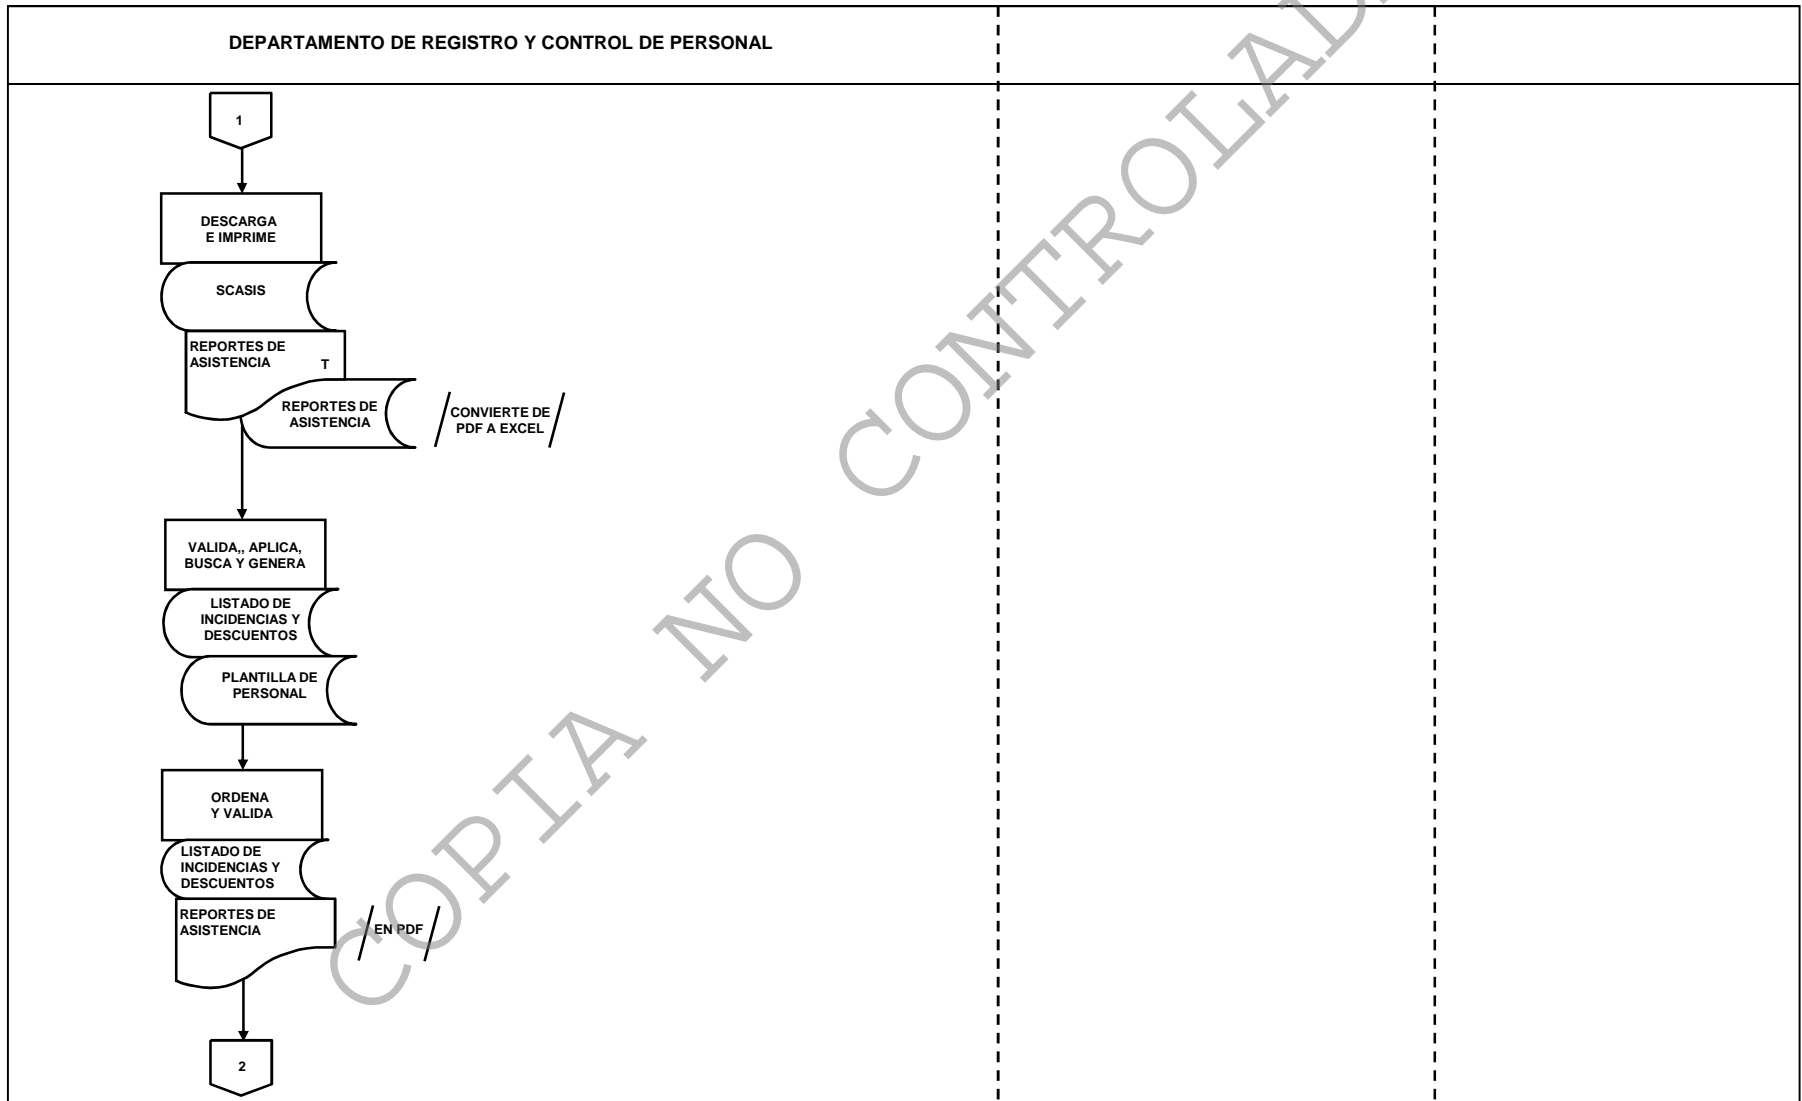 DEPARTAMENTO DE REGISTRO Y CONTROL DE PERSONAL
1
DESCARGA
E IMPRIME
SCASIS
REPORTES DE
ASISTENCIA T
REPORTES DE
ASISTENCIA
CONVIERTE DE
PDF A EXCEL
VALIDA,, APLICA,
BUSCA Y GENERA
LISTADO DE
INCIDENCIAS Y
DESCUENTOS
PLANTILLA DE
PERSONAL
ORDENA
Y VALIDA
LISTADO DE
INCIDENCIAS Y
DESCUENTOS
REPORTES DE
ASISTENCIA
EN PDF
2
COPIA NO CONTROLAD